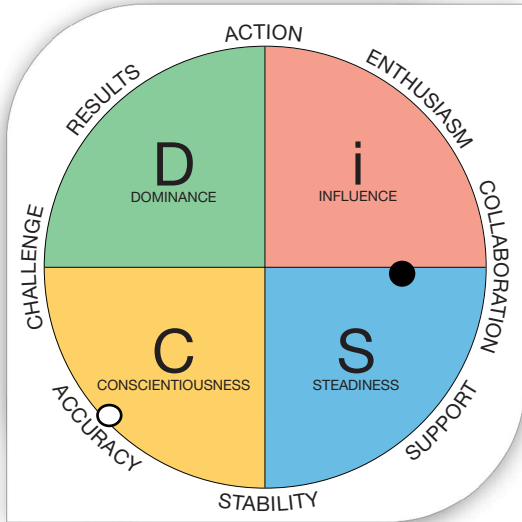 ACTION
RESULTS
ENTHUSIASM
D
DOMINANCE
i
INFLUENCE
CHALLENGE
COLLABORATION
C
CONSCIENTIOUSNESS
S
STEADINESS
ACCURACY
SUPPORT
STABILITY